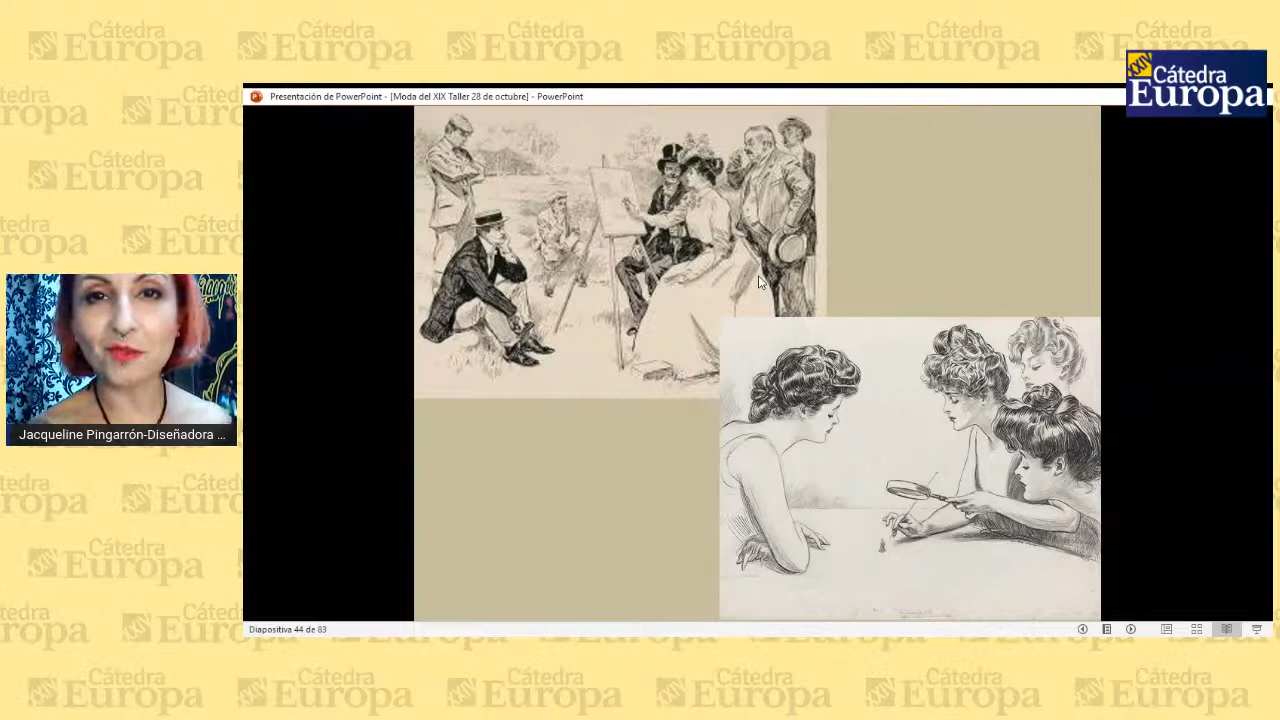 XXIV Cátedra
Europa
Presentación de PowerPoint - [Moda del XIX Taller 28 de octubre] - PowerPoint
Jacqueline Pingarrón-Diseñadora ...
Diapositiva 44 de 83